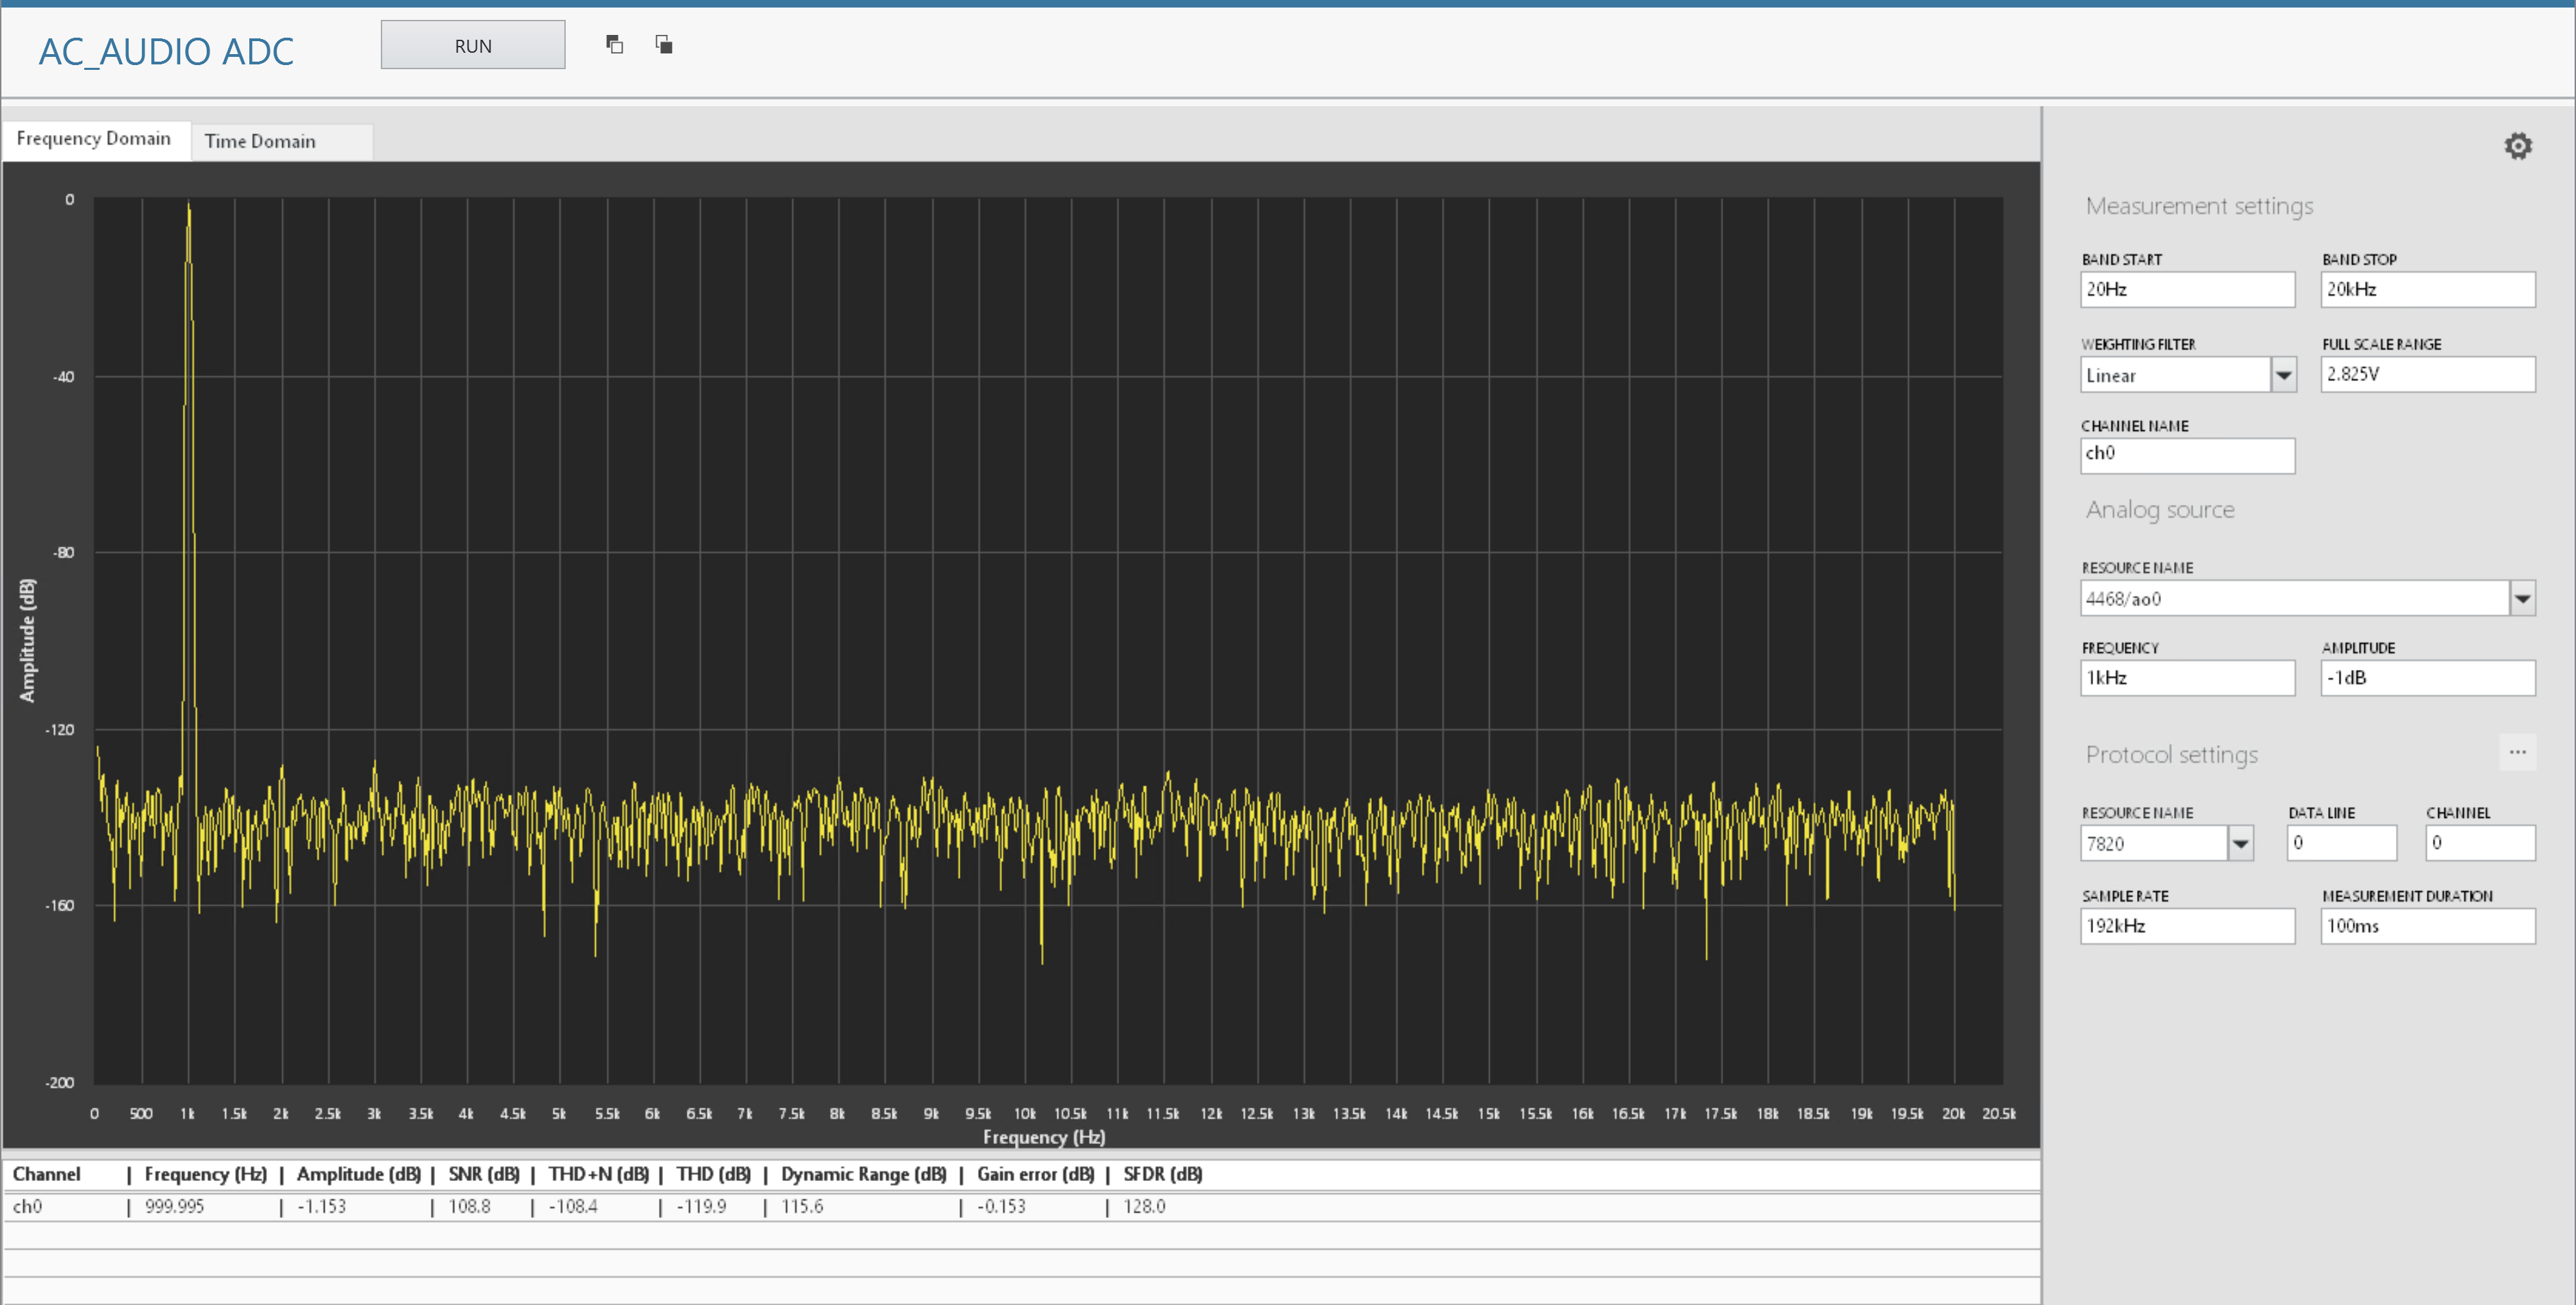 AC_AUDIO ADC
RUN
Frequency Domain
Time Domain
0
-40
-80
-120
-160
-200
Amplitude (dB)
0 500 1k 1.5k 2k 2.5k 3k 3.5k 4k 4.5k 5k 5.5k 6k 6.5k 7k 7.5k 8k 8.5k 9k 9.5k 10k 10.5k 11k 11.5k 12k 12.5k 13k 13.5k 14k 14.5k 15k 15.5k 16k 16.5k 17k 17.5k 18k 18.5k 19k 19.5k 20k 20.5k
Frequency (Hz)
Channel | Frequency (Hz) | Amplitude (dB) | SNR (dB) | THD+N (dB) | THD (dB) | Dynamic Range (dB) | Gain error (dB) | SFDR (dB)
ch0 | 999.995 | -1.153 | 108.8 | -108.4 | -119.9 | 115.6 | -0.153 | 128.0
Measurement settings
BAND START BAND STOP
20Hz 20kHz
WEIGHTING FILTER FULL SCALE RANGE
Linear 2.825V
CHANNEL NAME
ch0
Analog source
RESOURCE NAME
4468/ao0
FREQUENCY AMPLITUDE
1kHz -1dB
Protocol settings ...
RESOURCE NAME DATA LINE CHANNEL
7820 0 0
SAMPLE RATE MEASUREMENT DURATION
192kHz 100ms